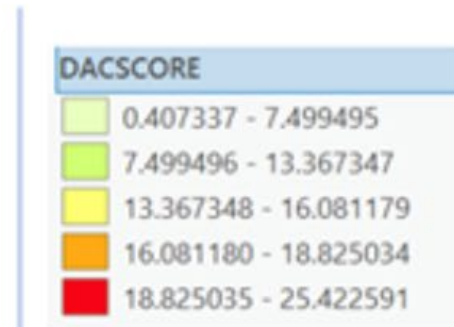 DACSCORE
0.407337 - 7.499495
7.499496 - 13.367347
13.367348 - 16.081179
16.081180 - 18.825034
18.825035 - 25.422591